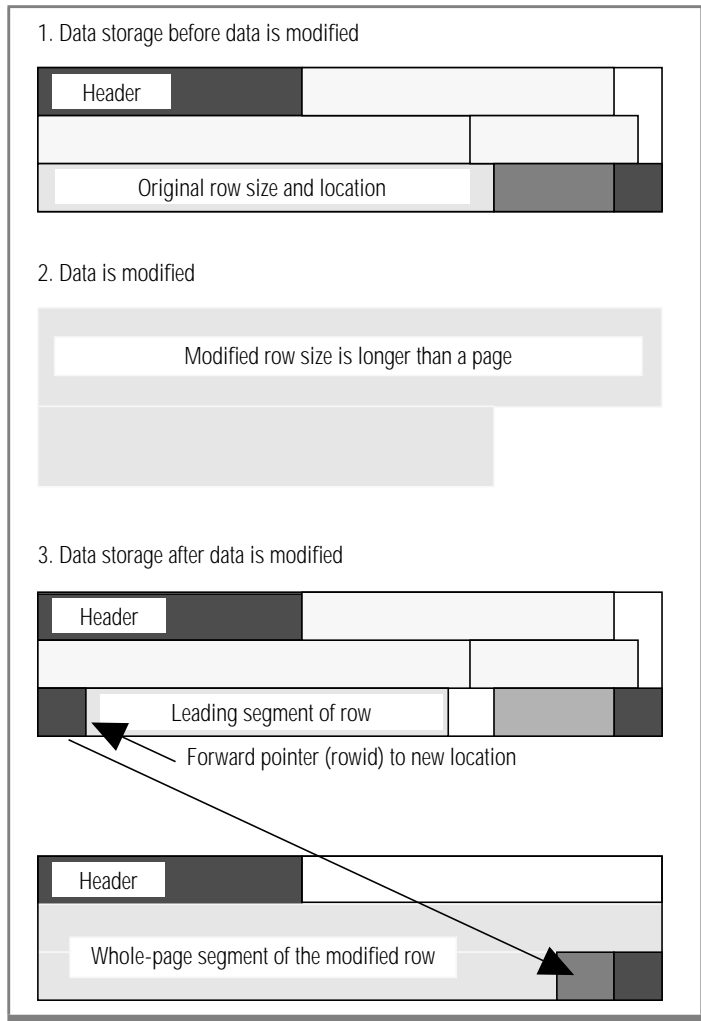 1. Data storage before data is modified
Header
Original row size and location
2. Data is modified
Modified row size is longer than a page
3. Data storage after data is modified
Header
Leading segment of row
Forward pointer (rowid) to new location
Header
Whole-page segment of the modified row